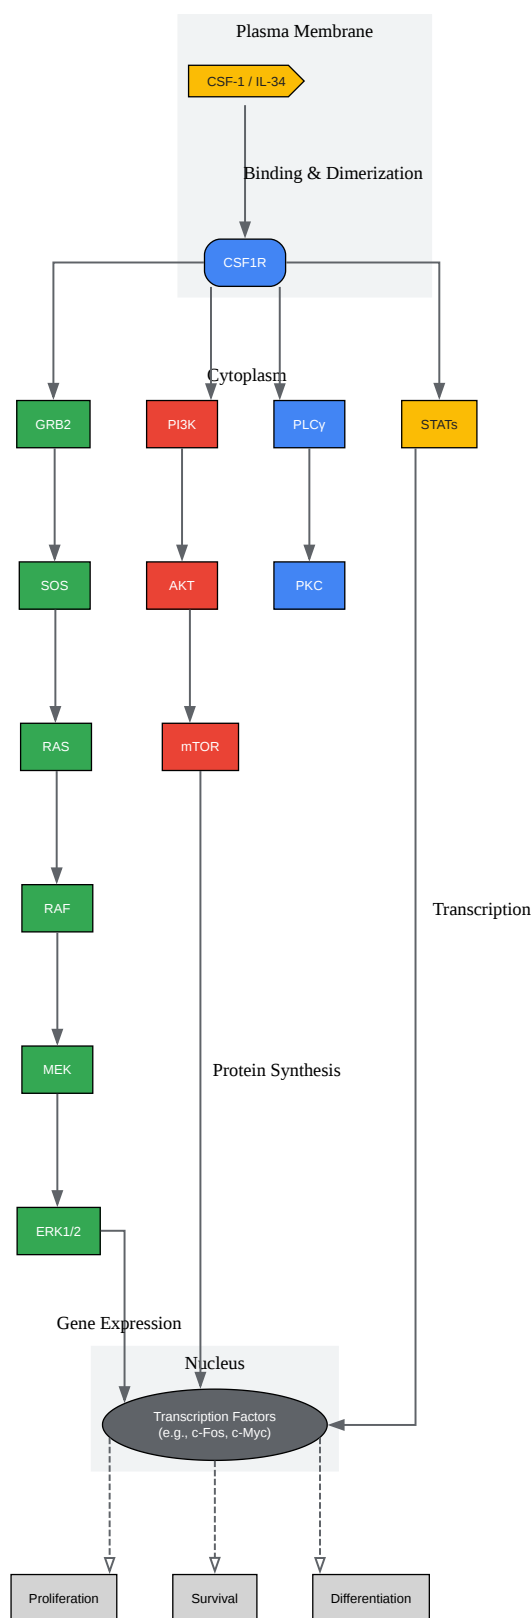 Plasma Membrane
CSF-1 / IL-34
Binding & Dimerization
CSF1R
Cytoplasm
GRB2
PI3K
PLCγ
STATs
SOS
AKT
PKC
RAS
mTOR
RAF
Transcription
MEK
Protein Synthesis
ERK1/2
Gene Expression
Nucleus
Transcription Factors
(e.g., c-Fos, c-Myc)
Proliferation
Survival
Differentiation